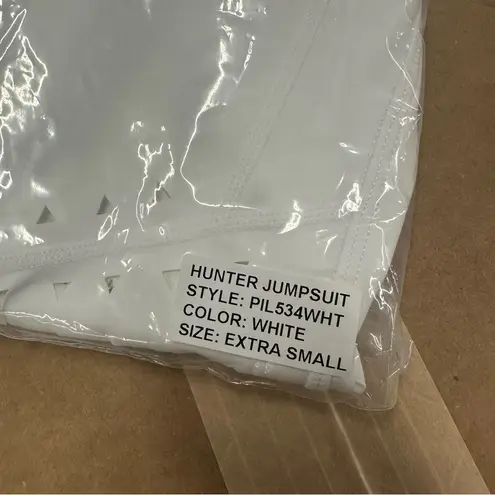 HUNTER JUMPSUIT
STYLE: PIL534WHT
COLOR: WHITE
SIZE: EXTRA SMALL